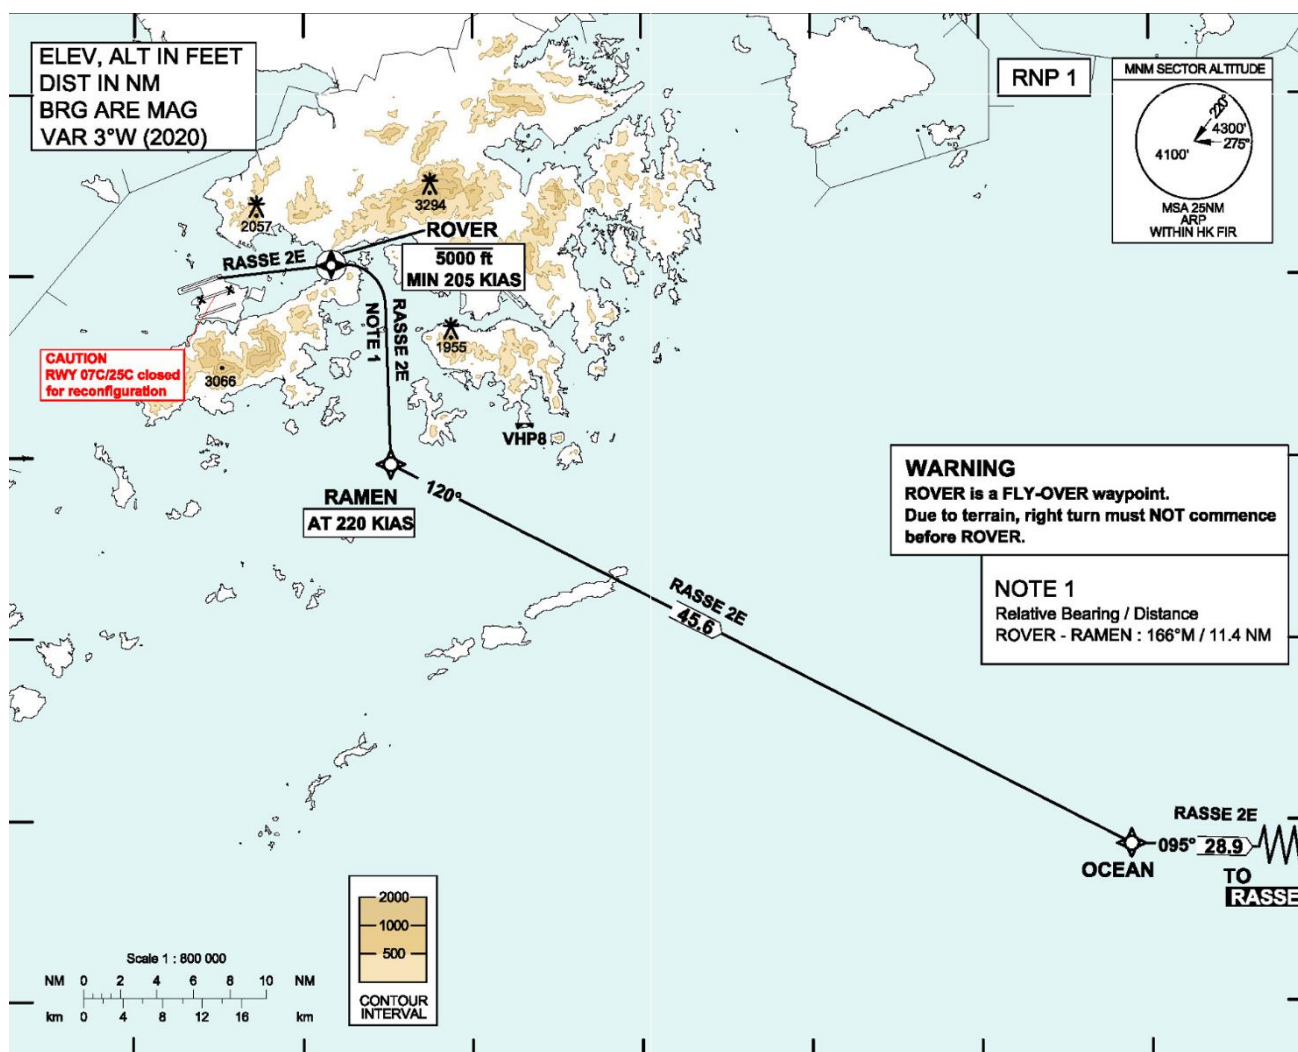 ELEV, ALT IN FEET
DIST IN NM
BRG ARE MAG
VAR 3°W (2020)
RNP 1
MNM SECTOR ALTITUDE
220°
4300'
275°
4100'
MSA 25NM
ARP
WITHIN HK FIR
3294
2057
ROVER
5000 ft
MIN 205 KIAS
RASSE 2E
RASSE 2E
NOTE 1
1955
CAUTION
RWY 07C/25C closed
for reconfiguration
3066
VHP8
RAMEN
AT 220 KIAS
120°
WARNING
ROVER is a FLY-OVER waypoint.
Due to terrain, right turn must NOT commence
before ROVER.
NOTE 1
Relative Bearing / Distance
ROVER - RAMEN : 166°M / 11.4 NM
RASSE 2E
45.6
RASSE 2E
095° 28.9
OCEAN
TO
RASSE
2000
1000
500
CONTOUR
INTERVAL
Scale 1 : 800 000
NM 0 2 4 6 8 10 NM
km 0 4 8 12 16 km